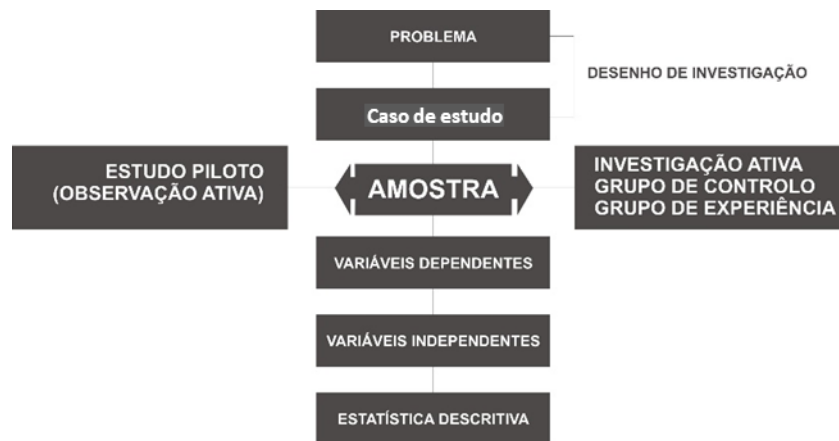 PROBLEMA
DESENHO DE INVESTIGAÇÃO
Caso de estudo
ESTUDO PILOTO
(OBSERVAÇÃO ATIVA)
AMOSTRA
INVESTIGAÇÃO ATIVA
GRUPO DE CONTROLO
GRUPO DE EXPERIÊNCIA
VARIÁVEIS DEPENDENTES
VARIÁVEIS INDEPENDENTES
ESTATÍSTICA DESCRITIVA